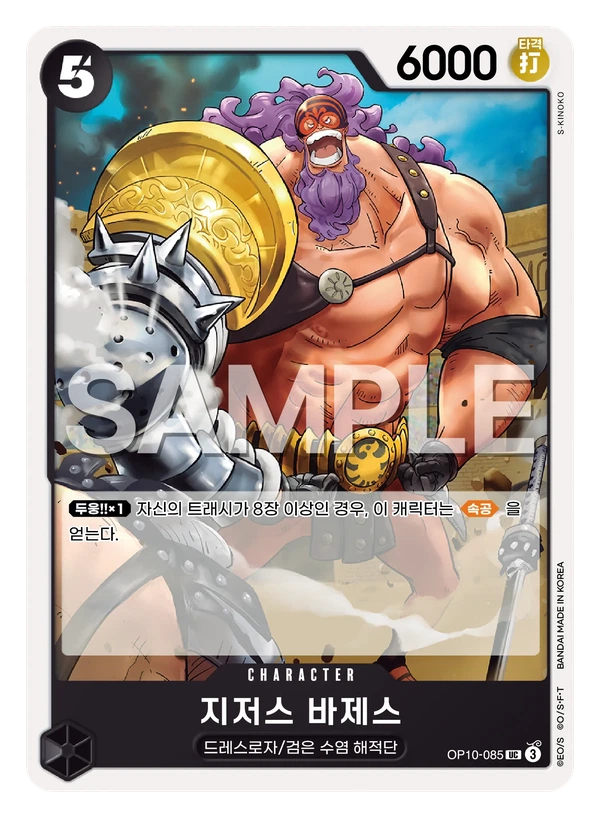 5
6000
타격
打
S-KINOKO
SAMPLE
두웅!!×1 자신의 트래시가 8장 이상인 경우, 이 캐릭터는 속공 을
얻는다.
CHARACTER
지저스 바제스
드레스로자/검은 수염 해적단
OP10-085 UC 3
©EO/S ©O/S·F·T BANDAI MADE IN KOREA